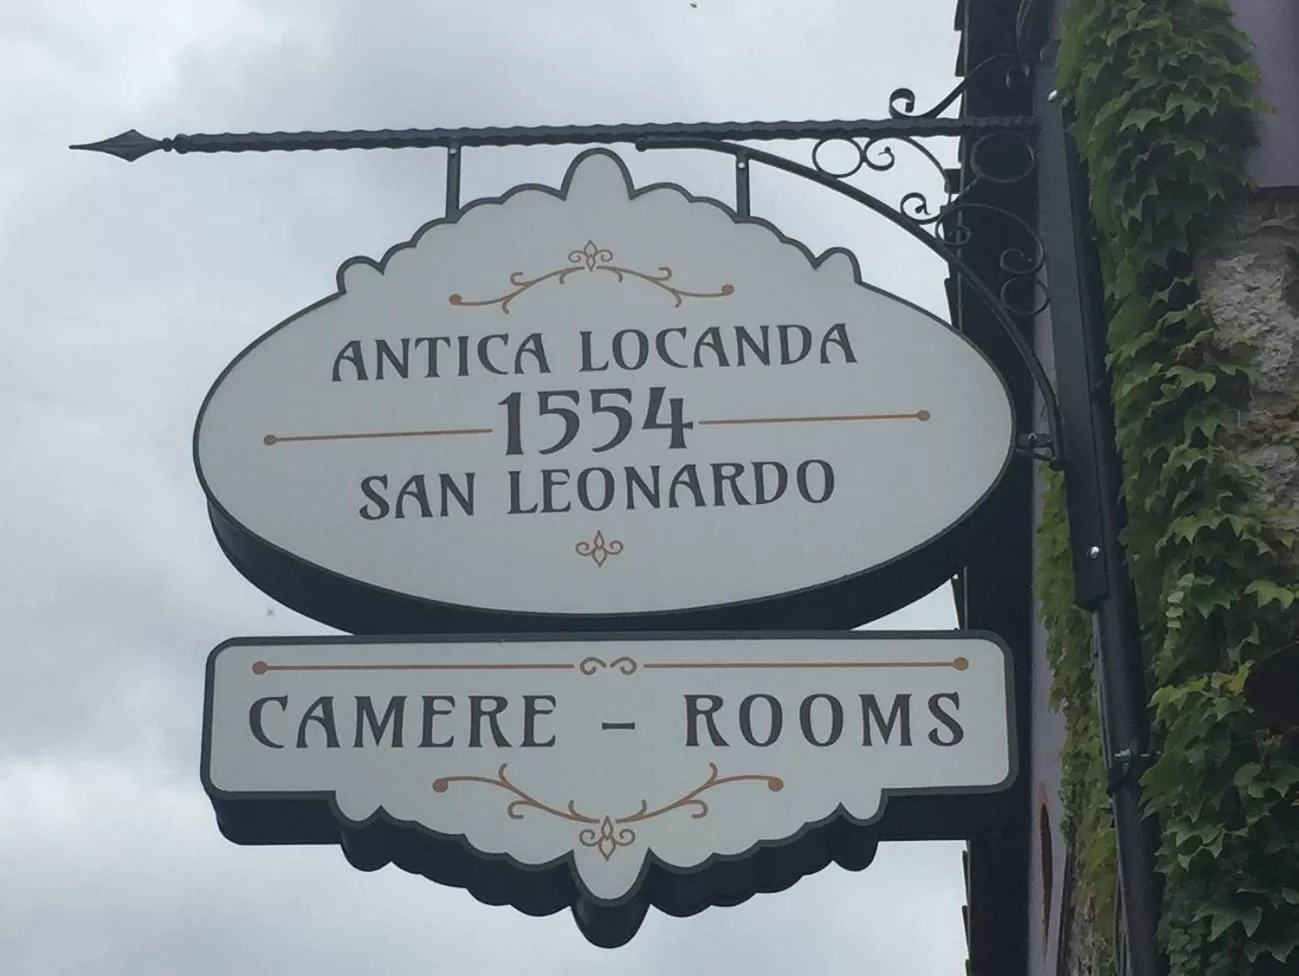 ANTICA LOCANDA
1554
SAN LEONARDO
CAMERE - ROOMS